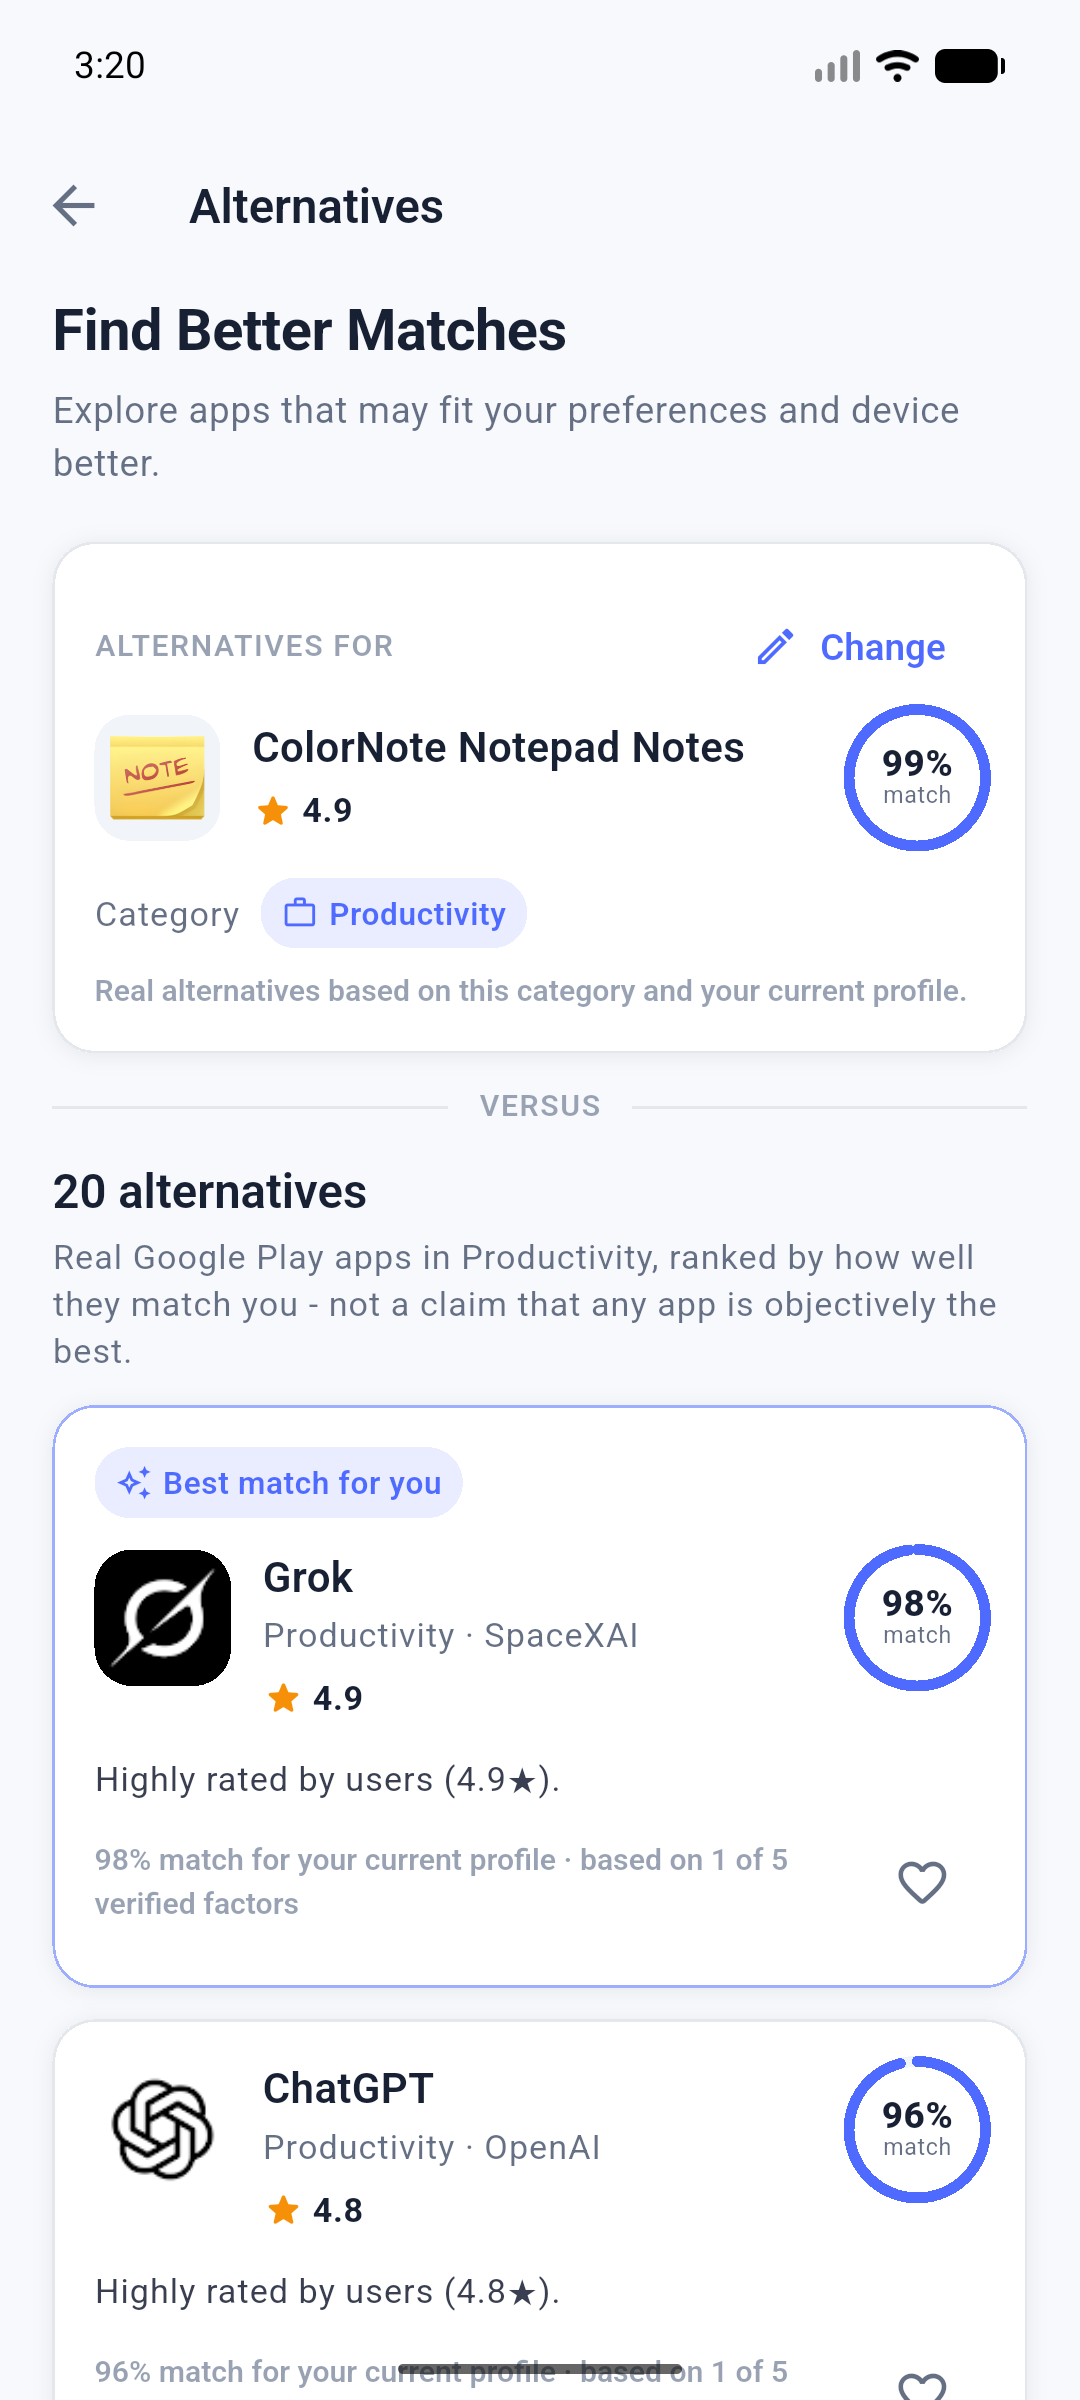 3:20
Alternatives
Find Better Matches
Explore apps that may fit your preferences and device
better.
ALTERNATIVES FOR
Change
NOTE
ColorNote Notepad Notes
4.9
99%
match
Category
Productivity
Real alternatives based on this category and your current profile.
VERSUS
20 alternatives
Real Google Play apps in Productivity, ranked by how well
they match you - not a claim that any app is objectively the
best.
Best match for you
Grok
Productivity · SpaceXAI
4.9
98%
match
Highly rated by users (4.9★).
98% match for your current profile · based on 1 of 5
verified factors
ChatGPT
Productivity · OpenAI
4.8
96%
match
Highly rated by users (4.8★).
96% match for your current profile · based on 1 of 5